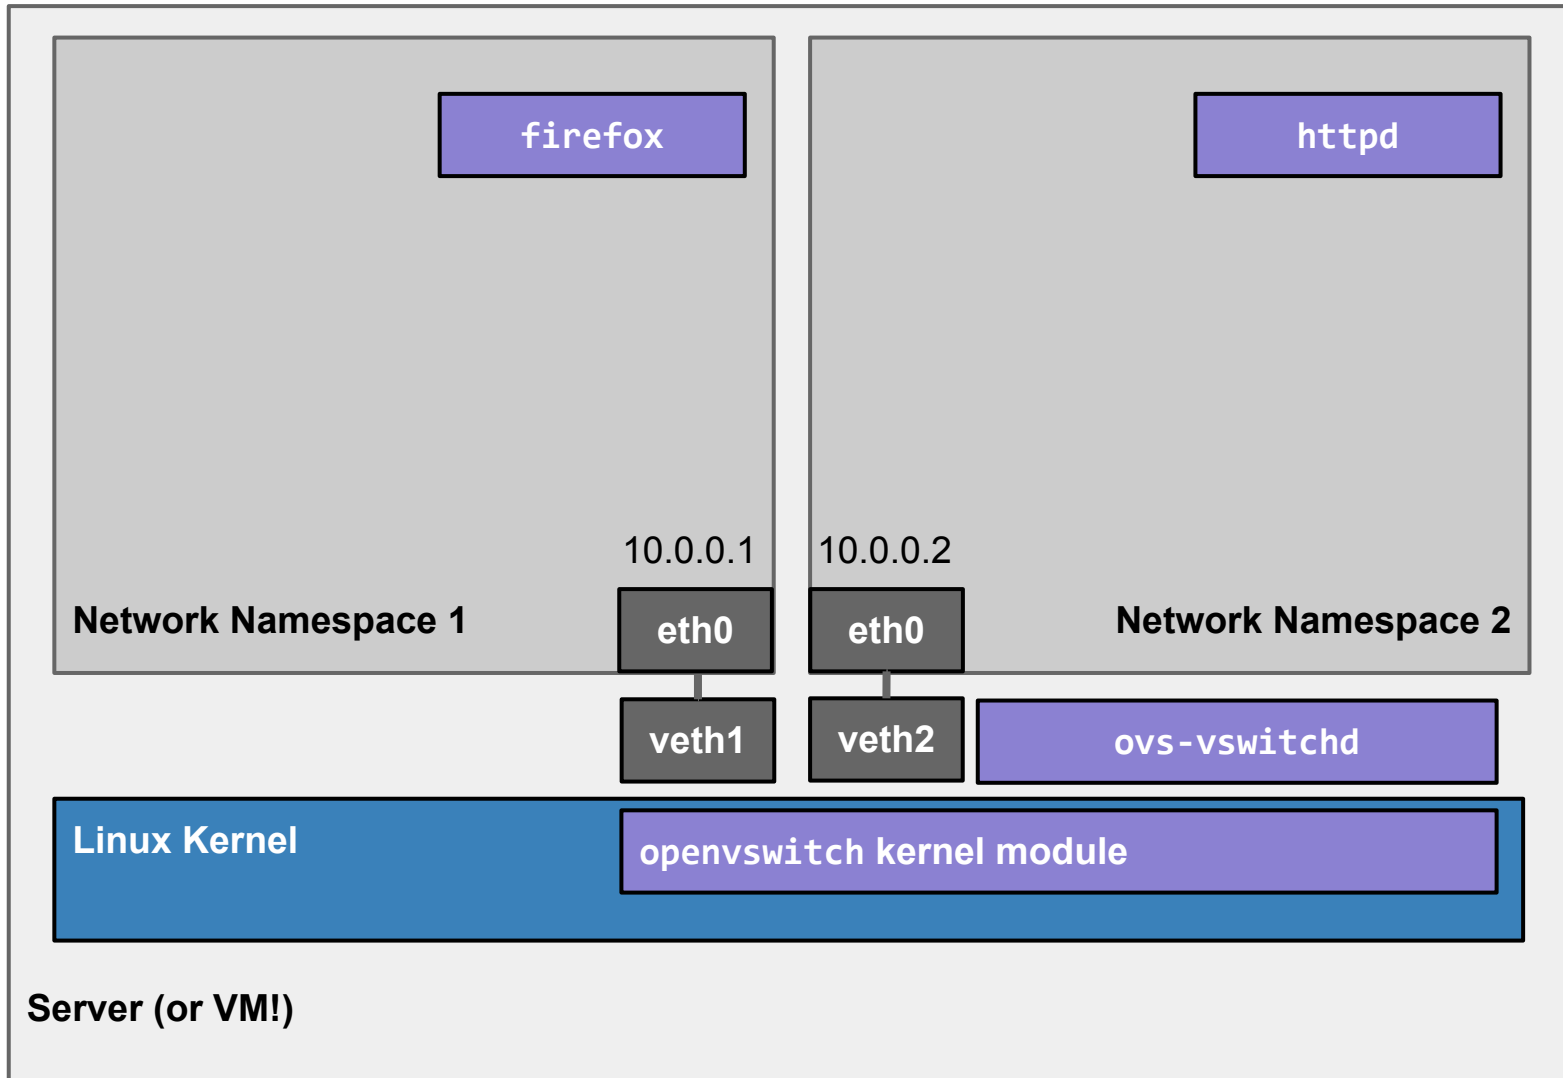 firefox
httpd
10.0.0.1
10.0.0.2
Network Namespace 1
eth0
eth0
Network Namespace 2
veth1
veth2
ovs-vswitchd
Linux Kernel
openvswitch kernel module
Server (or VM!)